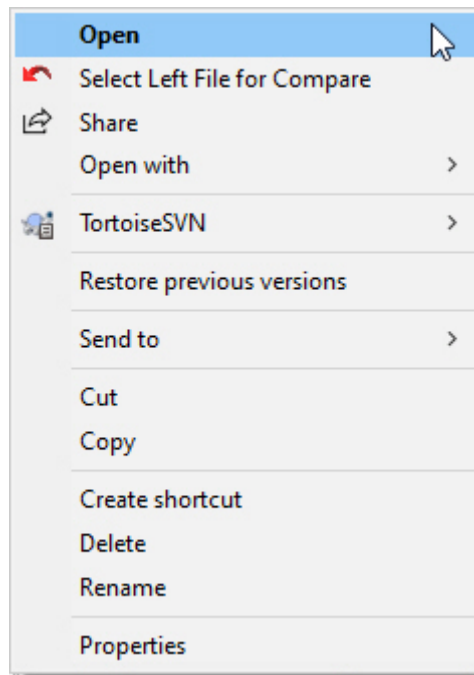 Open
Select Left File for Compare
Share
Open with
TortoiseSVN
Restore previous versions
Send to
Cut
Copy
Create shortcut
Delete
Rename
Properties